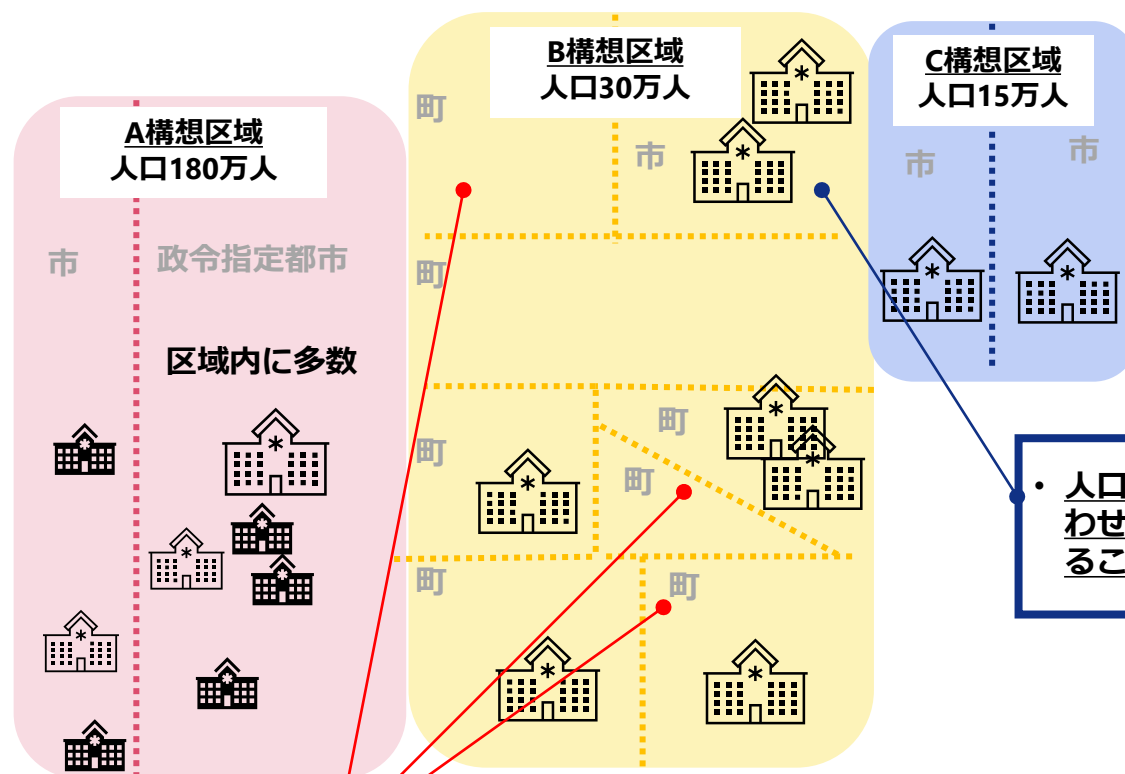 A構想区域
人口180万人
市
政令指定都市
区域内に多数
B構想区域
人口30万人
町
市
町
町
町
町
町
町
C構想区域
人口15万人
市
市
・ 人口
わせ
るこ